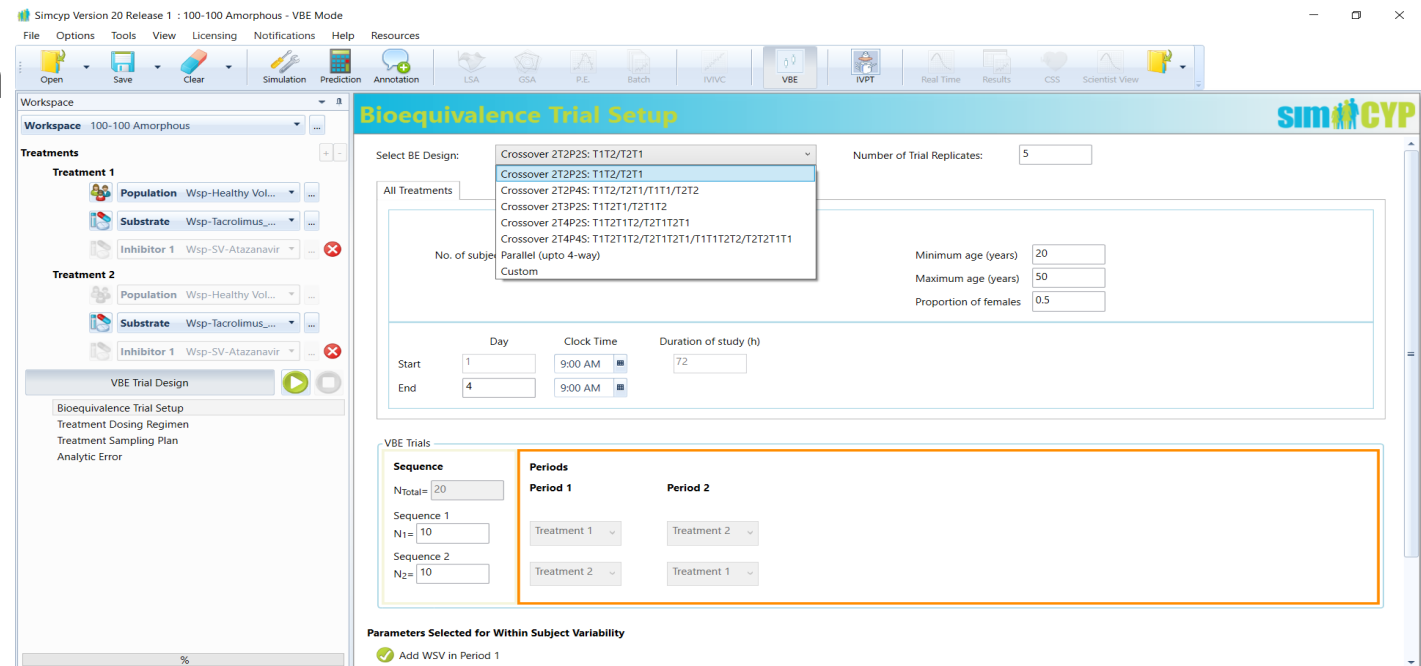 Simcyp Version 20 Release 1 : 100-100 Amorphous - VBE Mode
File Options Tools View Licensing Notifications Help Resources
Open Save Clear Simulation Prediction Annotation LSA GSA P.E. Batch IVIVC VBE IVPT Real Time Results CSS Scientist View
Workspace
Workspace 100-100 Amorphous ...
Treatments + -
Treatment 1
Population Wsp-Healthy Vol... ...
Substrate Wsp-Tacrolimus_... ...
Inhibitor 1 Wsp-SV-Atazanavir ...
Treatment 2
Population Wsp-Healthy Vol... ...
Substrate Wsp-Tacrolimus_... ...
Inhibitor 1 Wsp-SV-Atazanavir ...
VBE Trial Design
Bioequivalence Trial Setup
Treatment Dosing Regimen
Treatment Sampling Plan
Analytic Error
%
Bioequivalence Trial Setup
simCYP
Select BE Design: Crossover 2T2P2S: T1T2/T2T1 Number of Trial Replicates: 5
Crossover 2T2P2S: T1T2/T2T1
Crossover 2T2P4S: T1T2/T2T1/T1T1/T2T2
Crossover 2T3P2S: T1T2T1/T2T1T2
Crossover 2T4P2S: T1T2T1T2/T2T1T2T1
Crossover 2T4P4S: T1T2T1T2/T2T1T2T1/T1T1T2T2/T2T2T1T1
Parallel (upto 4-way)
Custom
All Treatments
No. of subje
Minimum age (years) 20
Maximum age (years) 50
Proportion of females 0.5
Day Clock Time Duration of study (h)
Start 1 9:00 AM 72
End 4 9:00 AM
VBE Trials
Sequence Periods
NTotal= 20 Period 1 Period 2
Sequence 1
N1= 10 Treatment 1 Treatment 2
Sequence 2
N2= 10 Treatment 2 Treatment 1
Parameters Selected for Within Subject Variability
Add WSV in Period 1